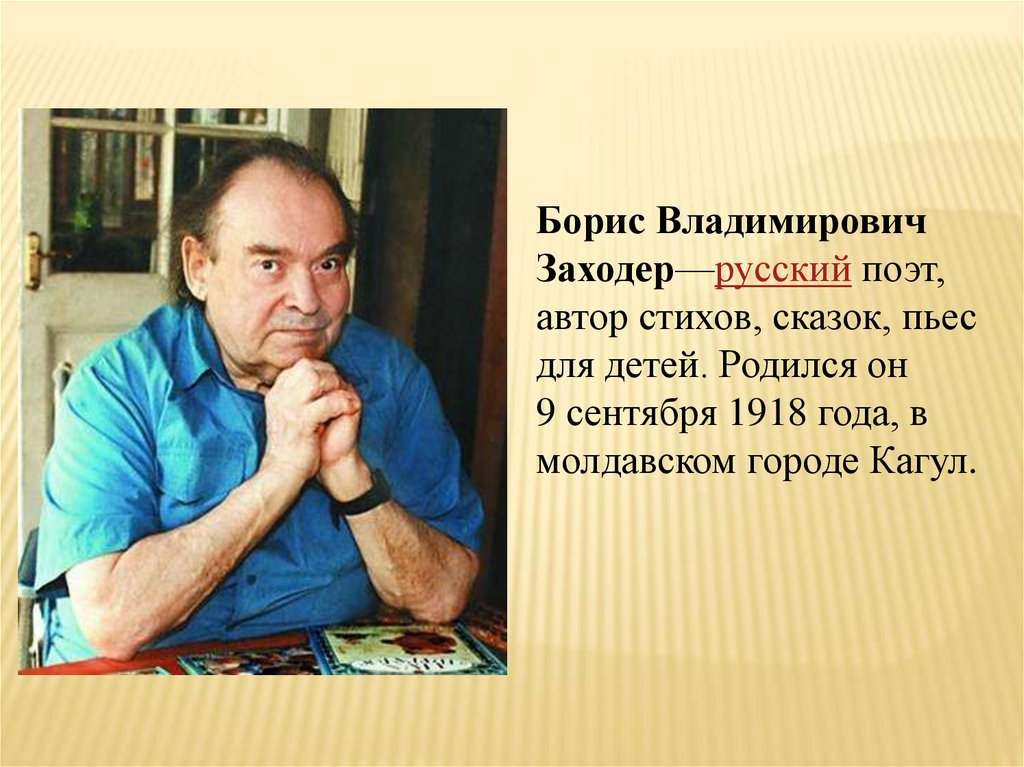 Борис Владимирович
Заходер—русский поэт,
автор стихов, сказок, пьес
для детей. Родился он
9 сентября 1918 года, в
молдавском городе Кагул.